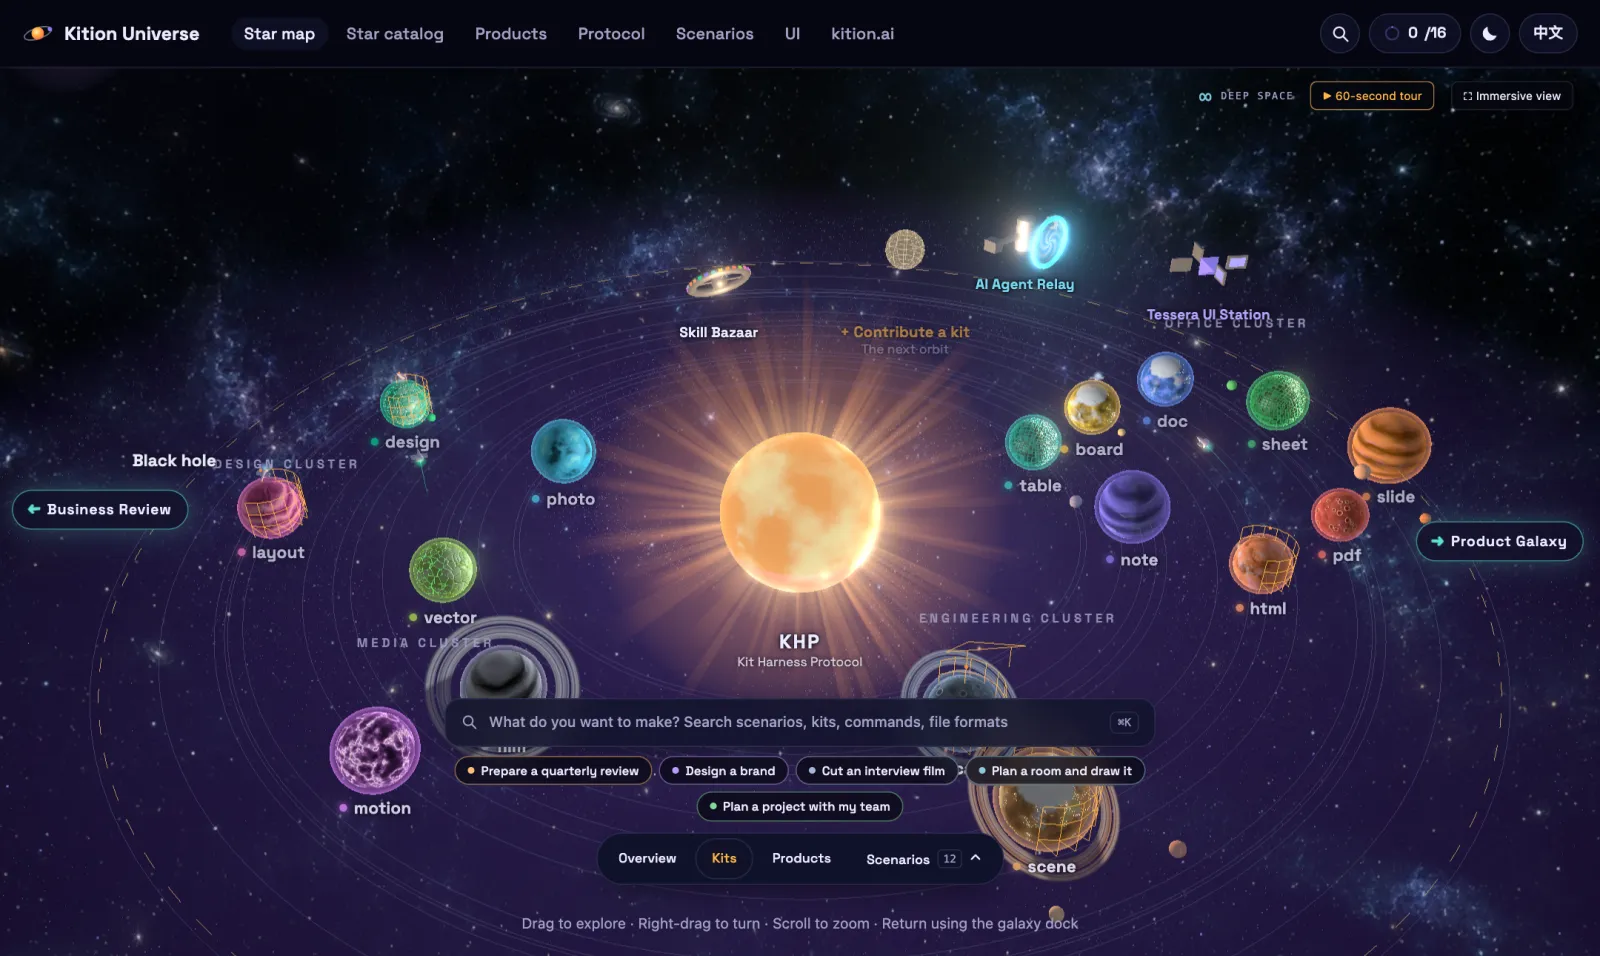 Kition Universe
Star map
Star catalog
Products
Protocol
Scenarios
UI
kition.ai
0 /16
中文
∞ DEEP SPACE
▶ 60-second tour
Immersive view
AI Agent Relay
Tessera UI Station
OFFICE CLUSTER
Skill Bazaar
+ Contribute a kit
The next orbit
design
doc
board
sheet
Black hole
DESIGN CLUSTER
photo
table
slide
← Business Review
→ Product Galaxy
layout
note
pdf
html
vector
ENGINEERING CLUSTER
MEDIA CLUSTER
KHP
Kit Harness Protocol
What do you want to make? Search scenarios, kits, commands, file formats
⌘K
film
Prepare a quarterly review
Design a brand
Cut an interview film
Plan a room and draw it
Plan a project with my team
motion
Overview
Kits
Products
Scenarios 12
scene
Drag to explore · Right-drag to turn · Scroll to zoom · Return using the galaxy dock